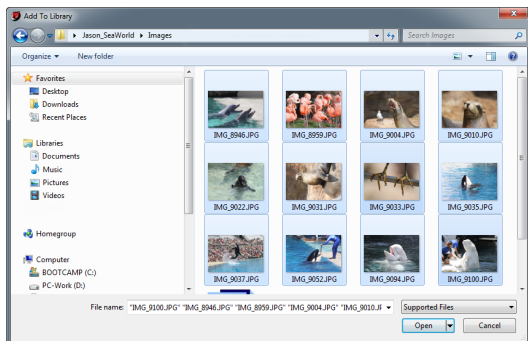 Add To Library
Jason_SeaWorld Images
Search Images
Organize
New folder
Favorites
Desktop
Downloads
Recent Places
Libraries
Documents
Music
Pictures
Videos
Homegroup
Computer
BOOTCAMP (C:)
PC-Work (D:)
IMG_8946.JPG IMG_8959.JPG IMG_9004.JPG IMG_9010.JPG
IMG_9022.JPG IMG_9031.JPG IMG_9033.JPG IMG_9035.JPG
IMG_9037.JPG IMG_9052.JPG IMG_9094.JPG IMG_9100.JPG
File name: "IMG_9100.JPG" "IMG_8946.JPG" "IMG_8959.JPG" "IMG_9004.JPG" "IMG_9010.JF
Supported Files
Open Cancel